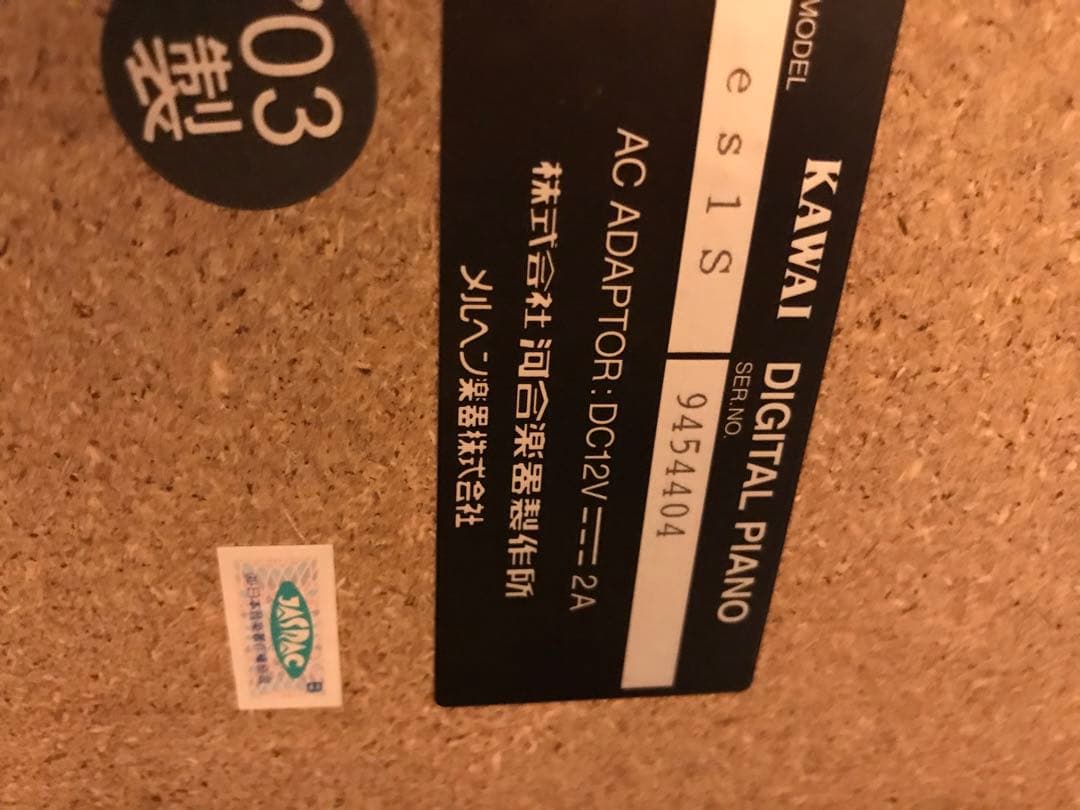 KAWAI DIGITAL PIANO
MODEL
SER.NO.
es1S
9454404
AC ADAPTOR : DC12V⎓2A
株式会社 河合楽器製作所
メルヘン楽器株式会社
'03
製
JASRAC